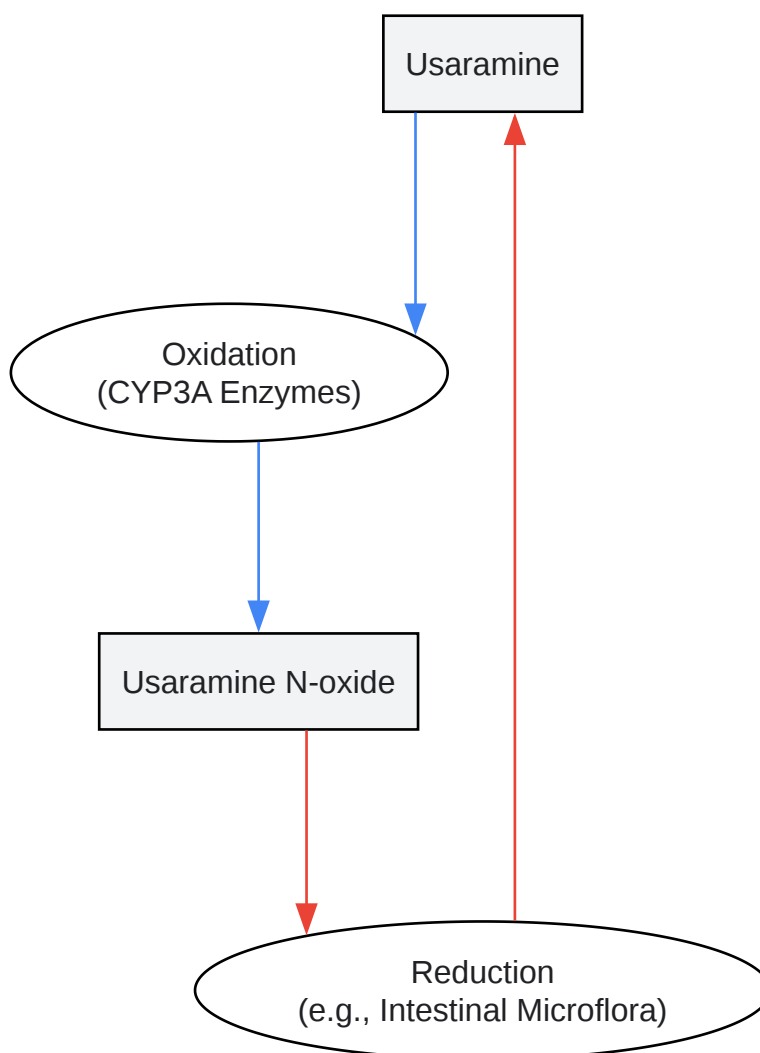 Usaramine
Oxidation
(CYP3A Enzymes)
Usaramine N-oxide
Reduction
(e.g., Intestinal Microflora)